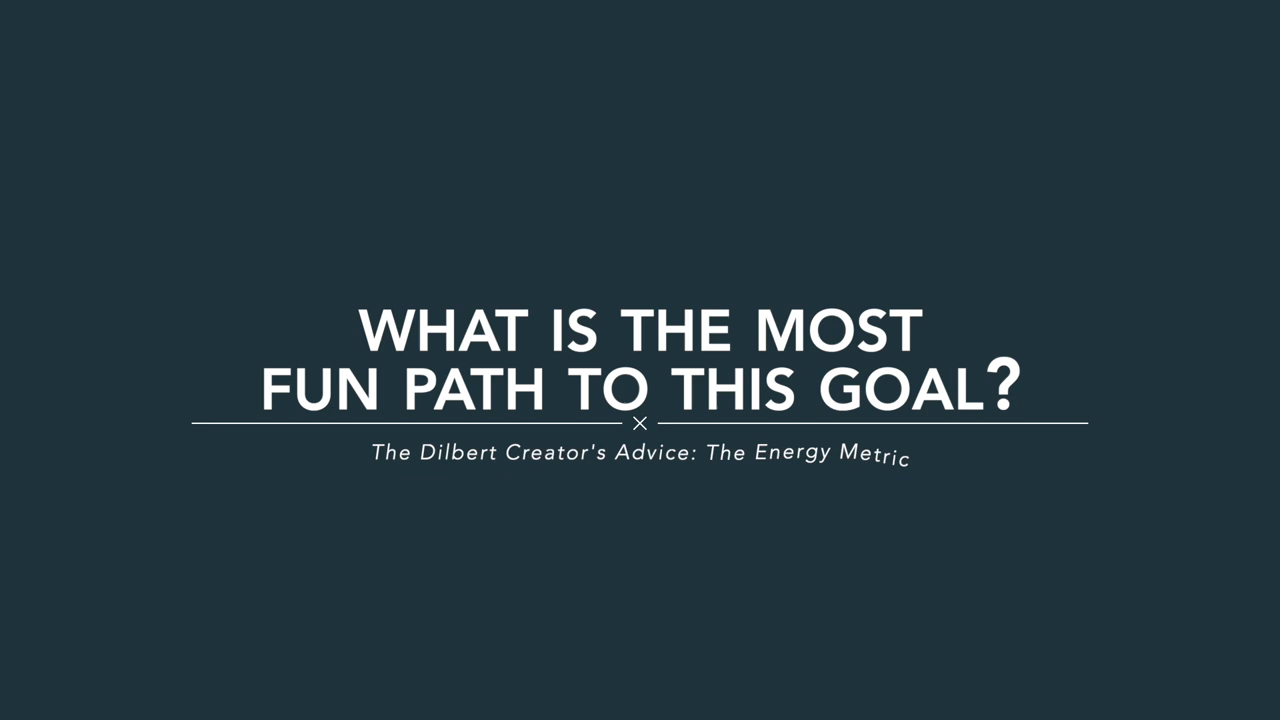 WHAT IS THE MOST
FUN PATH TO THIS GOAL?
The Dilbert Creator's Advice: The Energy Metric